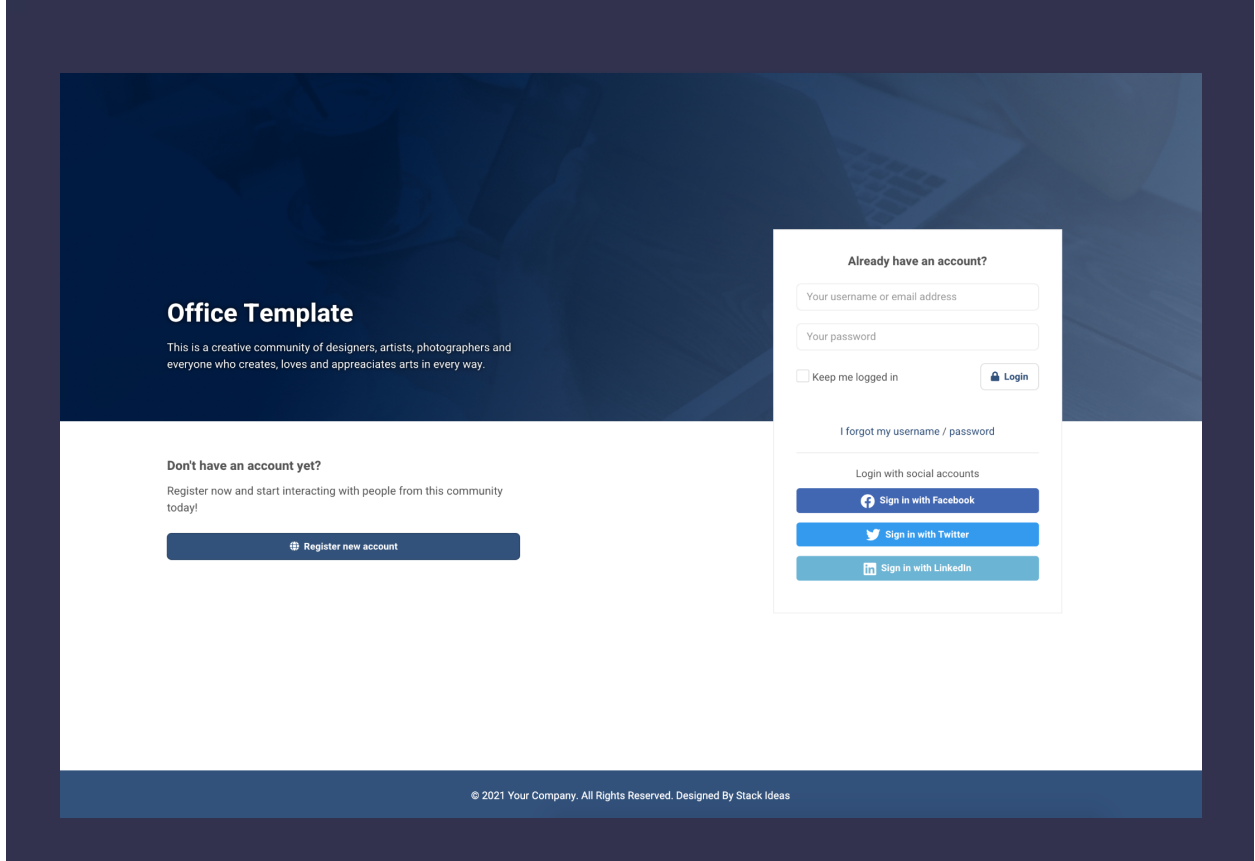 Office Template
This is a creative community of designers, artists, photographers and
everyone who creates, loves and appreaciates arts in every way.
Already have an account?
Your username or email address
Your password
Keep me logged in
Login
I forgot my username / password
Login with social accounts
Sign in with Facebook
Sign in with Twitter
Sign in with LinkedIn
Don't have an account yet?
Register now and start interacting with people from this community
today!
Register new account
© 2021 Your Company. All Rights Reserved. Designed By Stack Ideas